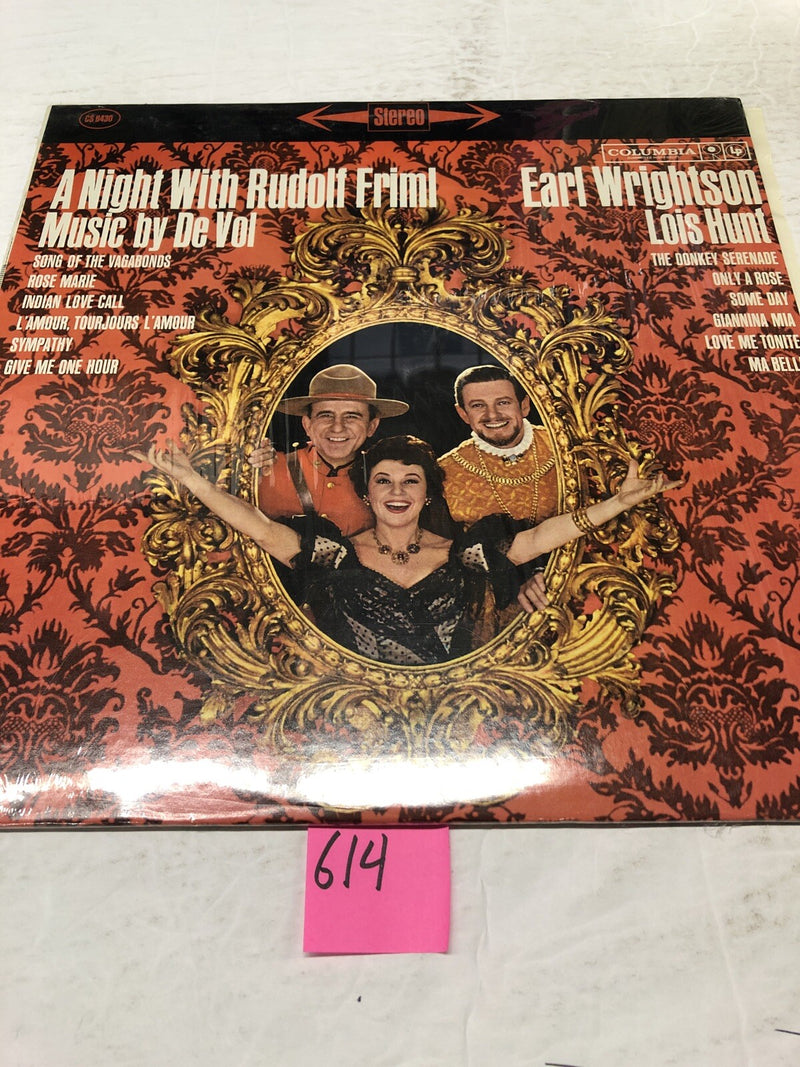 CS 8430
Stereo
COLUMBIA LP
A Night With Rudolf Friml
Music by De Vol
SONG OF THE VAGABONDS
ROSE MARIE
INDIAN LOVE CALL
L'AMOUR, TOURJOURS L'AMOUR
SYMPATHY
GIVE ME ONE HOUR
Earl Wrightson
Lois Hunt
THE DONKEY SERENADE
ONLY A ROSE
SOME DAY
GIANNINA MIA
LOVE ME TONITE
MA BELL
614